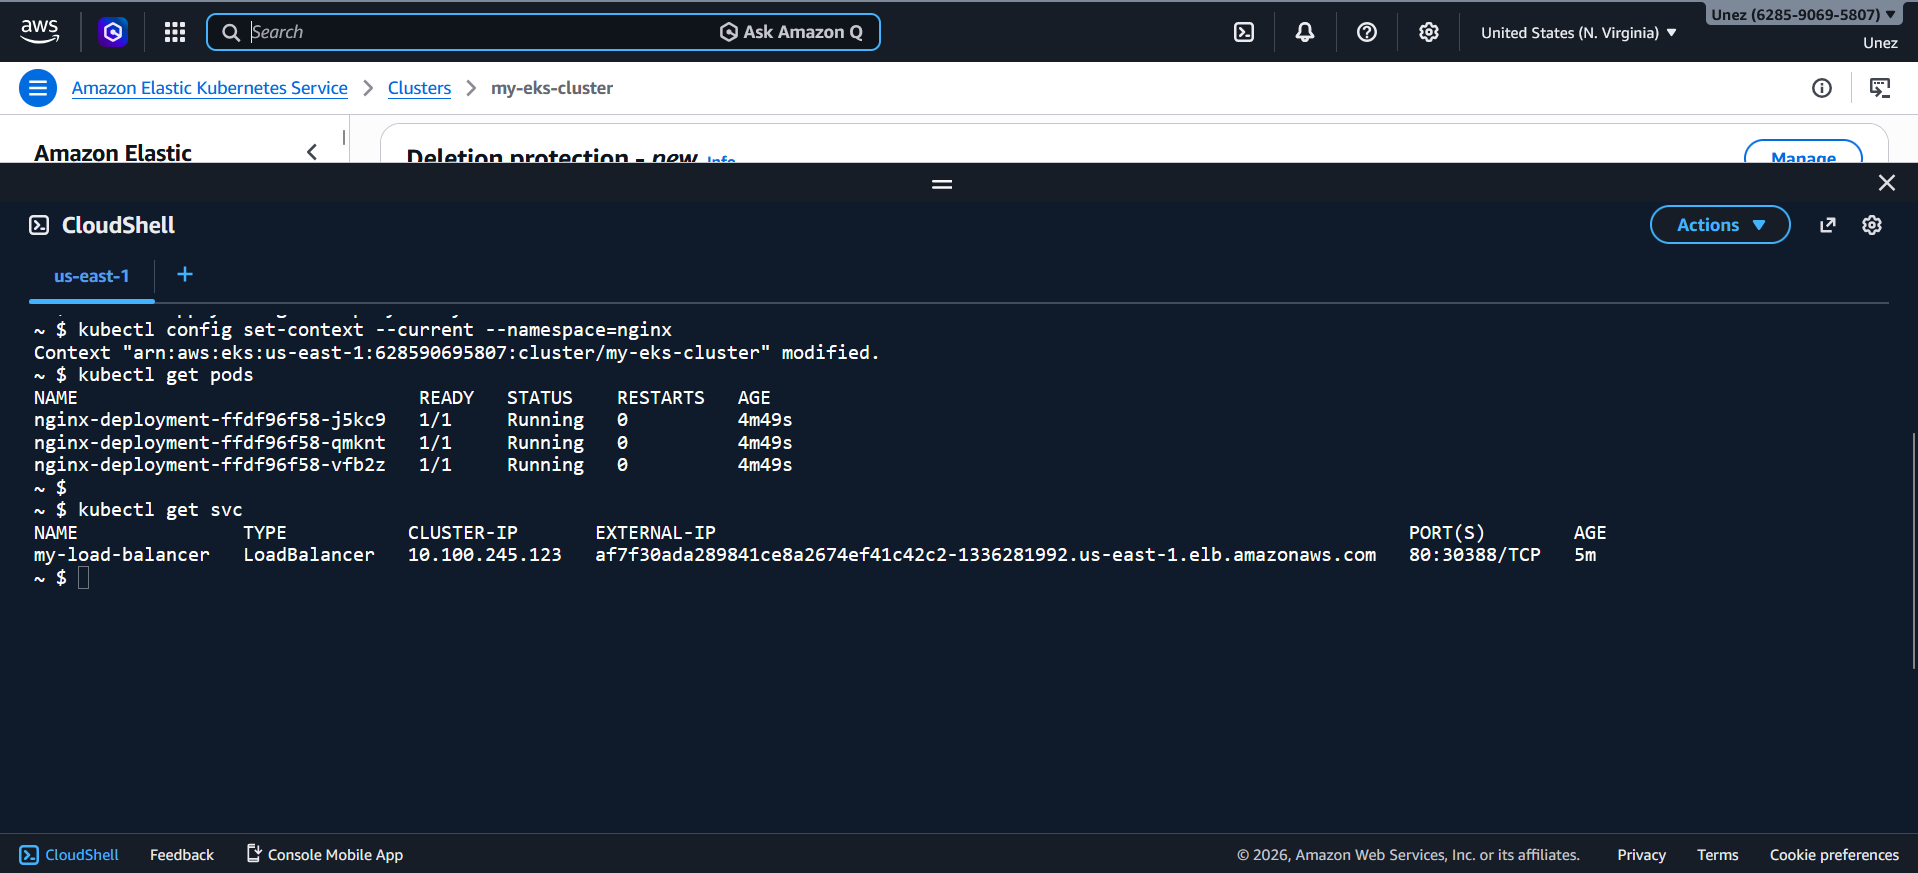 aws
Search
Ask Amazon Q
United States (N. Virginia)
Unez (6285-9069-5807)
Unez
Amazon Elastic Kubernetes Service
Clusters
my-eks-cluster
Amazon Elastic
Deletion protection - new Info
Manage
CloudShell
Actions
us-east-1
~ $ kubectl config set-context --current --namespace=nginx
Context "arn:aws:eks:us-east-1:628590695807:cluster/my-eks-cluster" modified.
~ $ kubectl get pods
NAME READY STATUS RESTARTS AGE
nginx-deployment-ffdf96f58-j5kc9 1/1 Running 0 4m49s
nginx-deployment-ffdf96f58-qmknt 1/1 Running 0 4m49s
nginx-deployment-ffdf96f58-vfb2z 1/1 Running 0 4m49s
~ $
~ $ kubectl get svc
NAME TYPE CLUSTER-IP EXTERNAL-IP PORT(S) AGE
my-load-balancer LoadBalancer 10.100.245.123 af7f30ada289841ce8a2674ef41c42c2-1336281992.us-east-1.elb.amazonaws.com 80:30388/TCP 5m
~ $
CloudShell
Feedback
Console Mobile App
© 2026, Amazon Web Services, Inc. or its affiliates.
Privacy
Terms
Cookie preferences